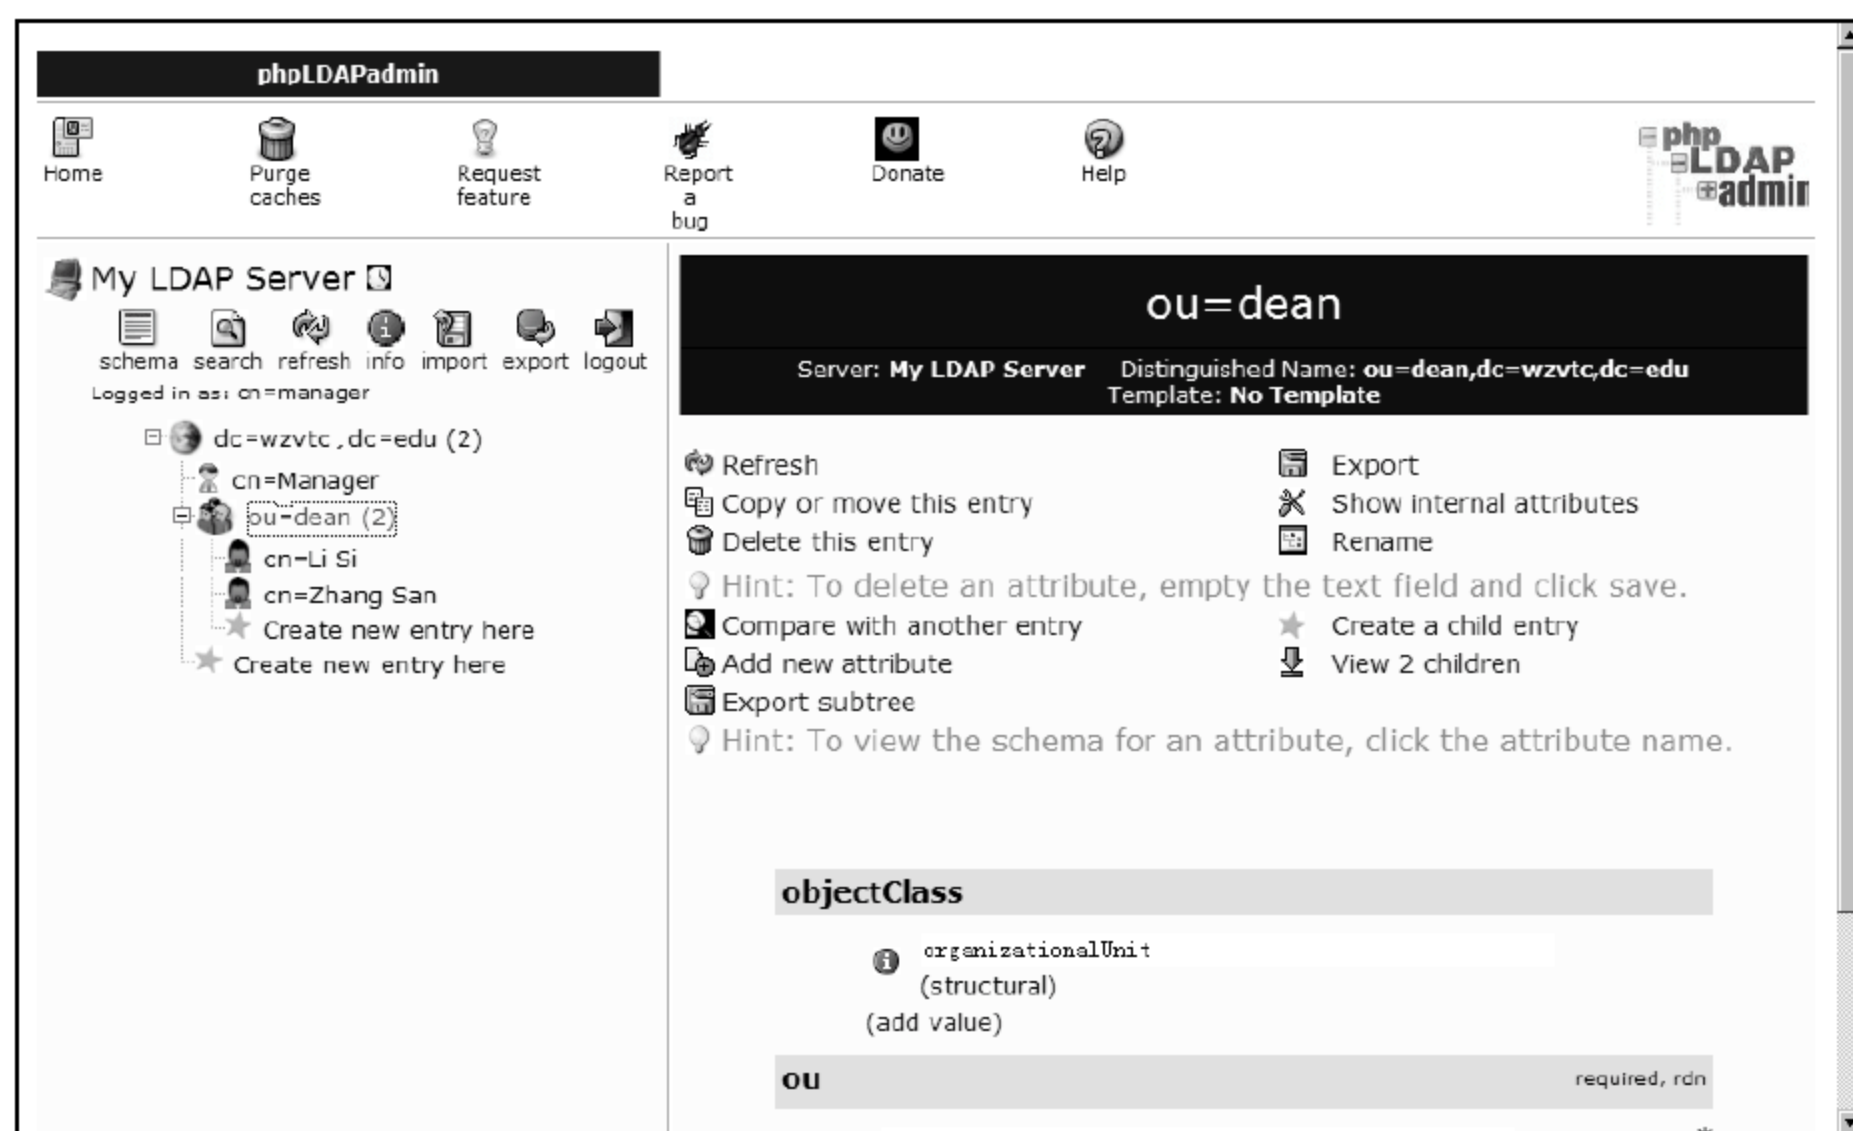 phpLDAPadmin
Home
Purge
caches
Request
feature
Report
a
bug
Donate
Help
php
LDAP
admin
My LDAP Server
schema search refresh info import export logout
Logged in as: cn=manager
dc=wzvtc,dc=edu (2)
cn=Manager
ou=dean (2)
cn=Li Si
cn=Zhang San
Create new entry here
Create new entry here
ou=dean
Server: My LDAP Server Distinguished Name: ou=dean,dc=wzvtc,dc=edu
Template: No Template
Refresh
Export
Copy or move this entry
Show internal attributes
Delete this entry
Rename
Hint: To delete an attribute, empty the text field and click save.
Compare with another entry
Create a child entry
Add new attribute
View 2 children
Export subtree
Hint: To view the schema for an attribute, click the attribute name.
objectClass
organizationalUnit
(structural)
(add value)
ou
required, rdn
*